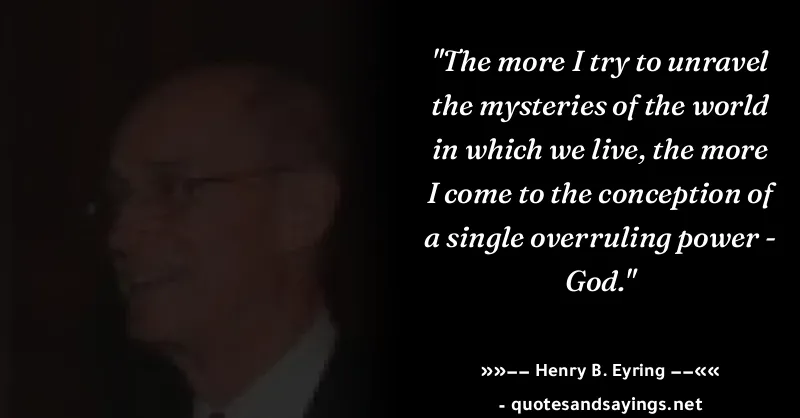 "The more I try to unravel
the mysteries of the world
in which we live, the more
I come to the conception of
a single overruling power -
God."
»»−− Henry B. Eyring −−««
- quotesandsayings.net